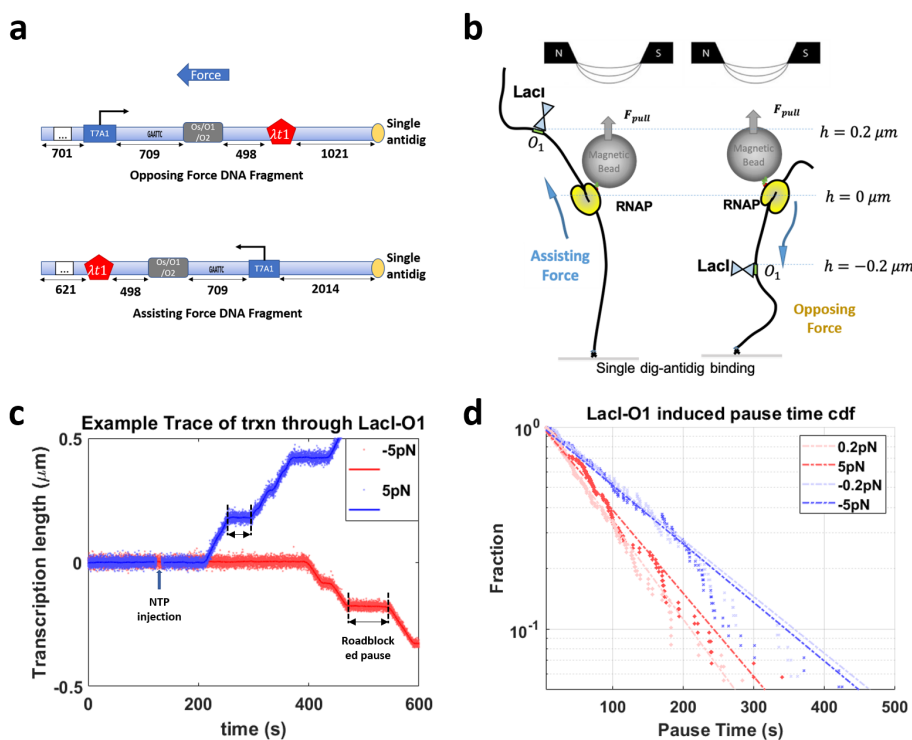 a
Force
Single
antidig
...
T7A1
GAATTC
Os/O1
/O2
λt1
701
709
498
1021
Opposing Force DNA Fragment
...
λt1
Os/O1
/O2
GAATTC
T7A1
Single
antidig
621
498
709
2014
Assisting Force DNA Fragment
b
N
S
N
S
LacI
F_pull
F_pull
h = 0.2 μm
O₁
Magnetic
Bead
Magnetic
Bead
RNAP
RNAP
h = 0 μm
Assisting
Force
LacI
O₁
h = −0.2 μm
Opposing
Force
Single dig-antidig binding
c
Example Trace of trxn through LacI-O1
Transcription length (μm)
0.5
0
-0.5
-5pN
5pN
NTP
injection
Roadblock
ed pause
0
200
400
600
time (s)
d
LacI-O1 induced pause time cdf
Fraction
10⁰
10⁻¹
0.2pN
5pN
-0.2pN
-5pN
100
200
300
400
500
Pause Time (s)